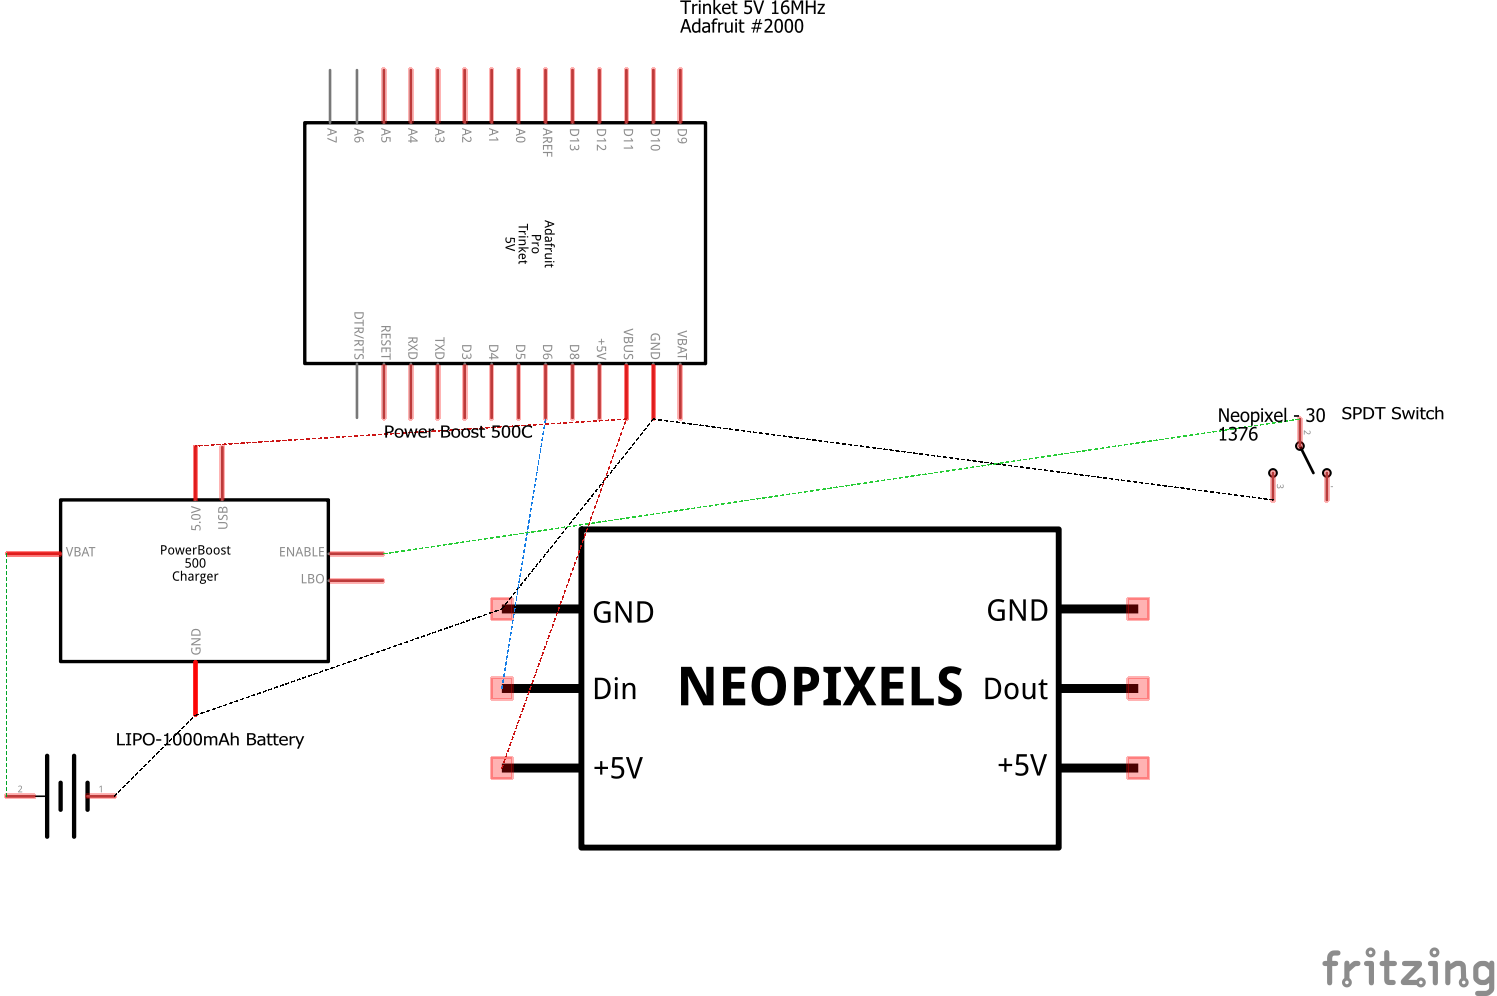 Trinket 5V 16MHz
Adafruit #2000
A7 A6 A5 A4 A3 A2 A1 A0 AREF D13 D12 D11 D10 D9
Adafruit
Pro
Trinket
5V
DTR/RTS RESET RXD TXD D3 D4 D5 D6 D8 +5V VBUS GND VBAT
Power Boost 500C
Neopixel - 30
1376
SPDT Switch
2
3
5.0V USB
VBAT
PowerBoost
500
Charger
ENABLE
LBO
GND
GND
Din
+5V
NEOPIXELS
GND
Dout
+5V
LIPO-1000mAh Battery
2
1
fritzing